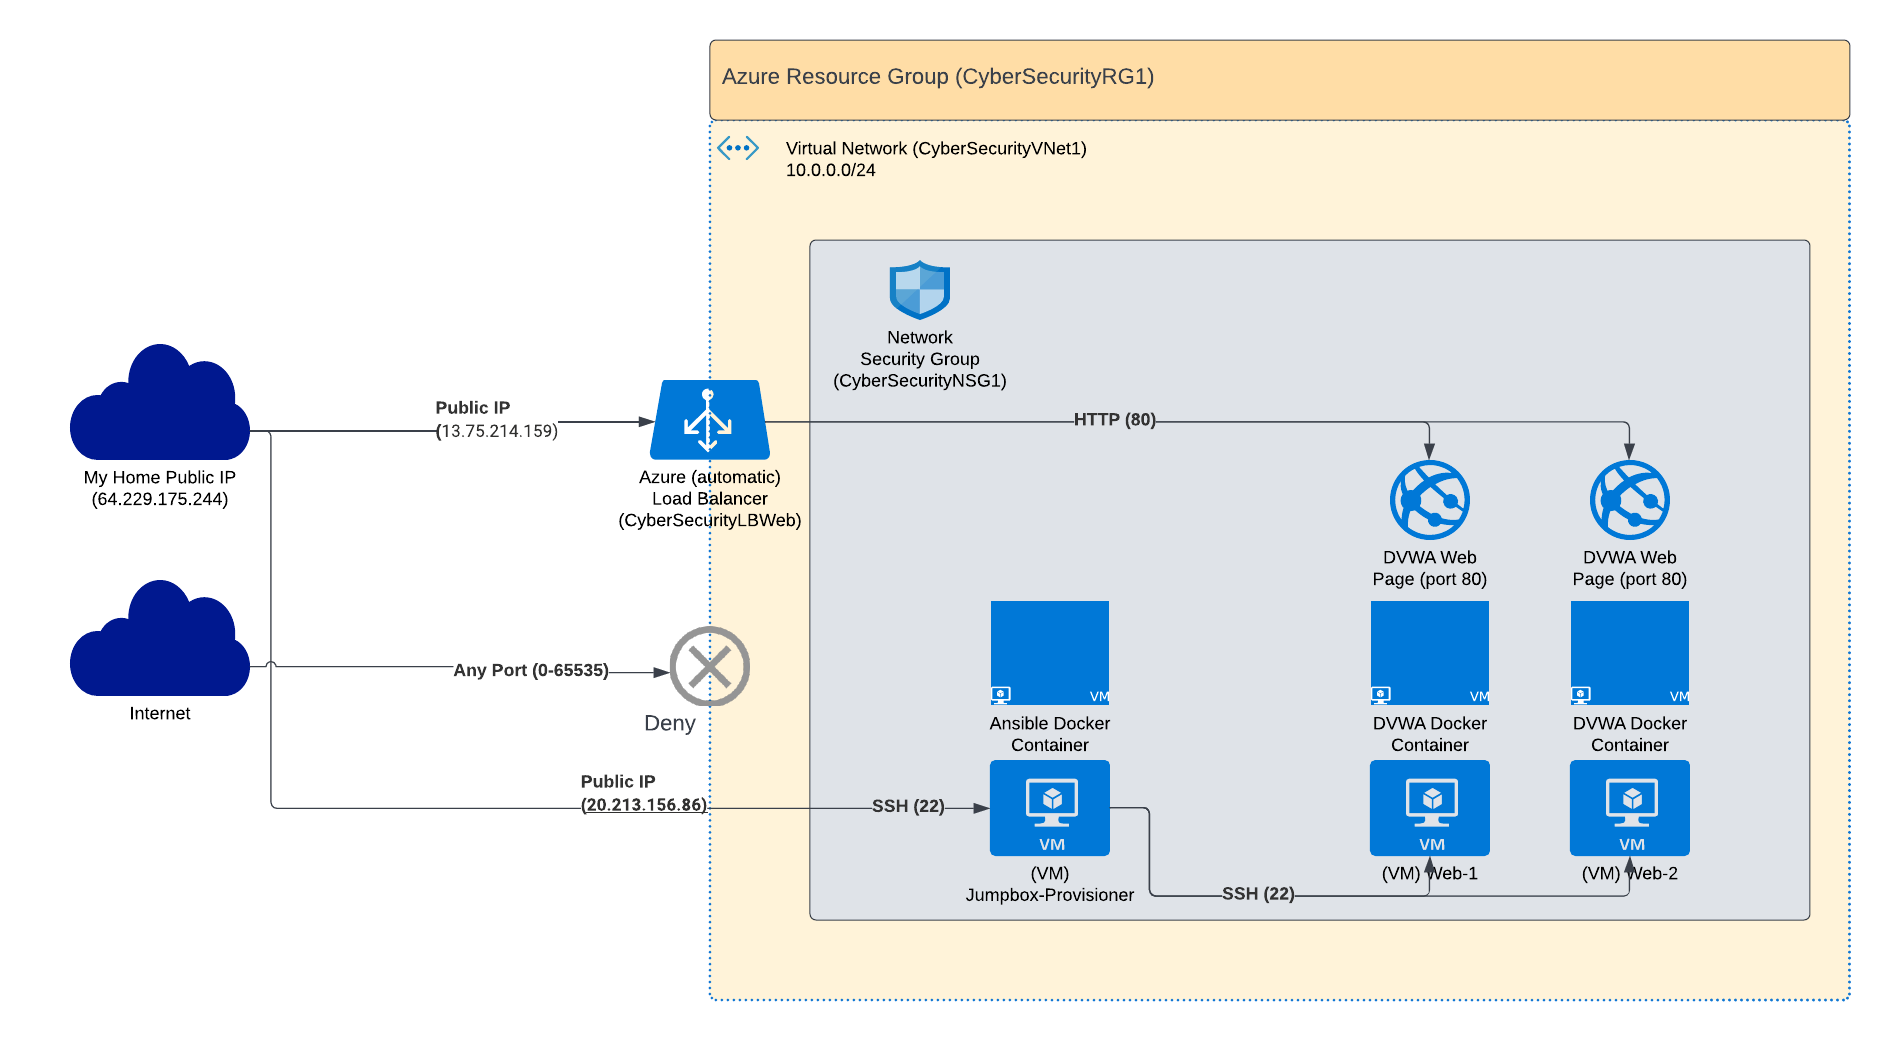 Azure Resource Group (CyberSecurityRG1)
Virtual Network (CyberSecurityVNet1)
10.0.0.0/24
Network
Security Group
(CyberSecurityNSG1)
Public IP
(13.75.214.159)
HTTP (80)
My Home Public IP
(64.229.175.244)
Azure (automatic)
Load Balancer
(CyberSecurityLBWeb)
DVWA Web
Page (port 80)
DVWA Web
Page (port 80)
Any Port (0-65535)
Internet
Deny
VM
Ansible Docker
Container
VM
DVWA Docker
Container
VM
DVWA Docker
Container
Public IP
(20.213.156.86)
SSH (22)
VM
(VM)
Jumpbox-Provisioner
SSH (22)
VM
(VM) Web-1
VM
(VM) Web-2